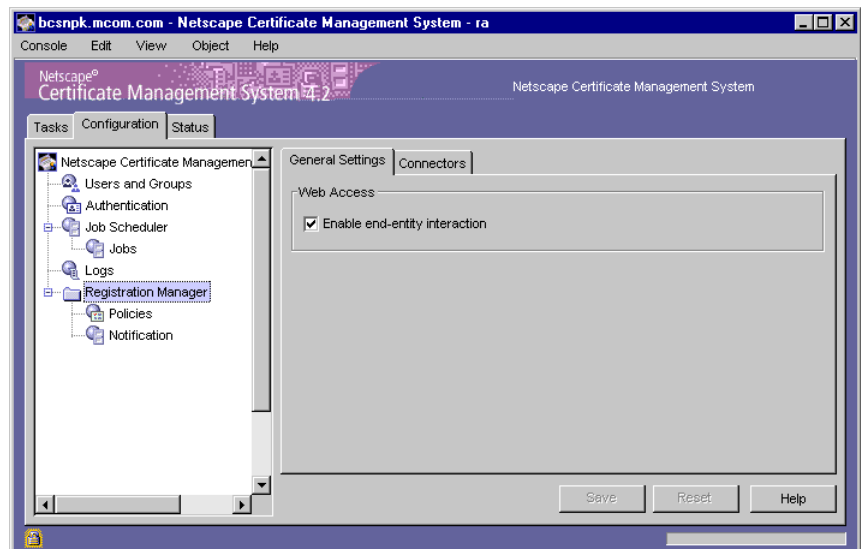 bcsnpk.mcom.com - Netscape Certificate Management System - ra
Console Edit View Object Help
Netscape®
Certificate Management System 4.2
Netscape Certificate Management System
Tasks Configuration Status
Netscape Certificate Managemen
Users and Groups
Authentication
Job Scheduler
Jobs
Logs
Registration Manager
Policies
Notification
General Settings Connectors
Web Access
Enable end-entity interaction
Save Reset Help